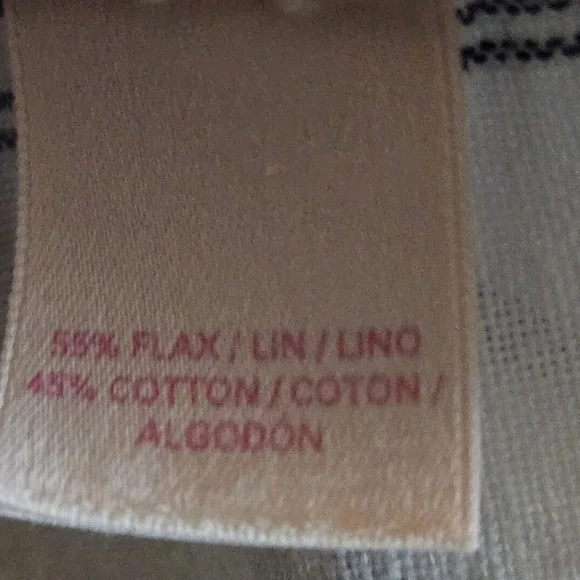 55% FLAX / LIN / LINO
45% COTTON / COTON /
ALGODÓN